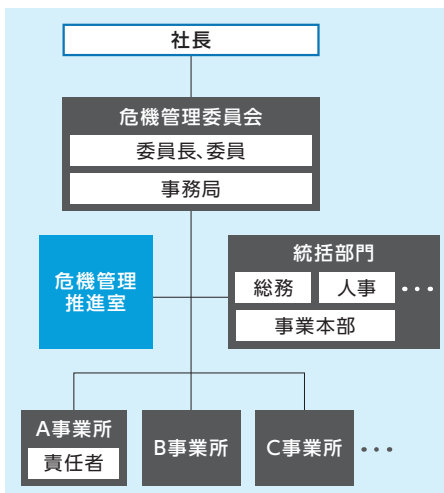 社長
危機管理委員会
委員長、委員
事務局
危機管理
推進室
統括部門
総務
人事
•••
事業本部
A事業所
責任者
B事業所
C事業所
•••